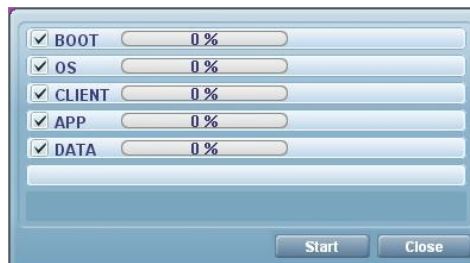 BOOT 0 %
OS 0 %
CLIENT 0 %
APP 0 %
DATA 0 %
Start Close